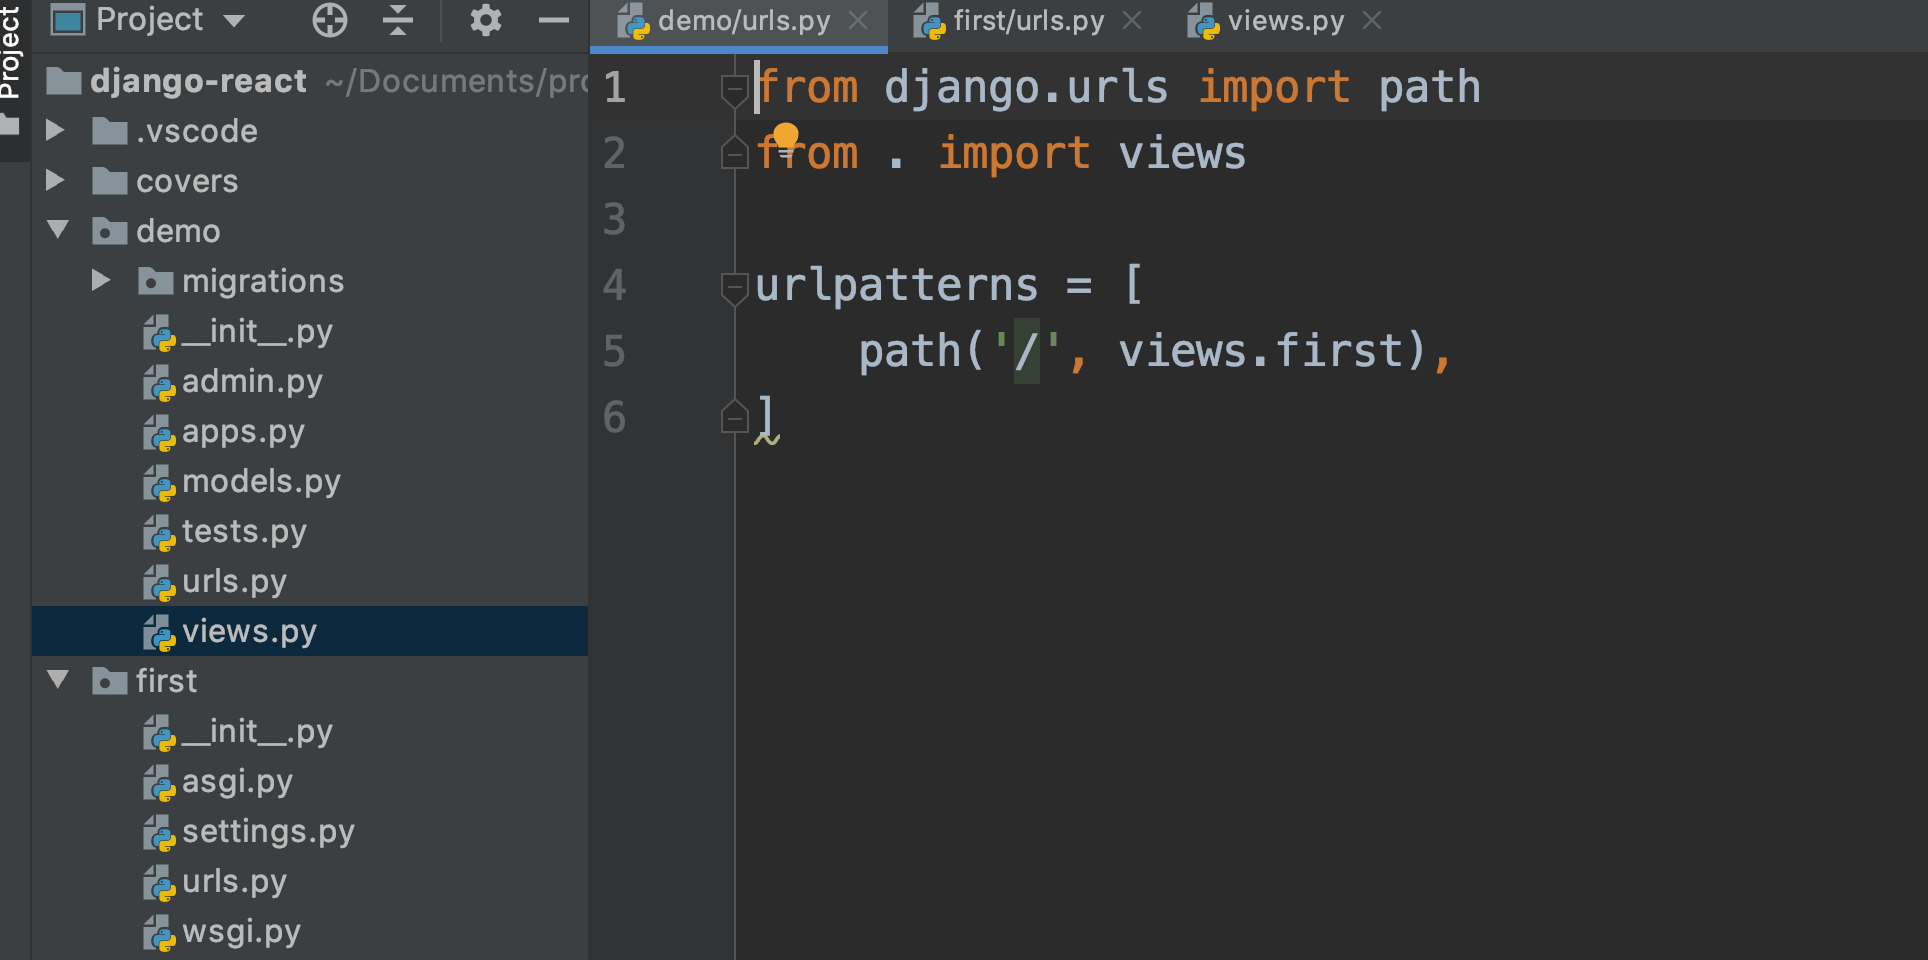 Project
Project
django-react ~/Documents/pro
.vscode
covers
demo
migrations
__init__.py
admin.py
apps.py
models.py
tests.py
urls.py
views.py
first
__init__.py
asgi.py
settings.py
urls.py
wsgi.py
demo/urls.py first/urls.py views.py
1 from django.urls import path
2 from . import views
3
4 urlpatterns = [
5     path('/', views.first),
6 ]